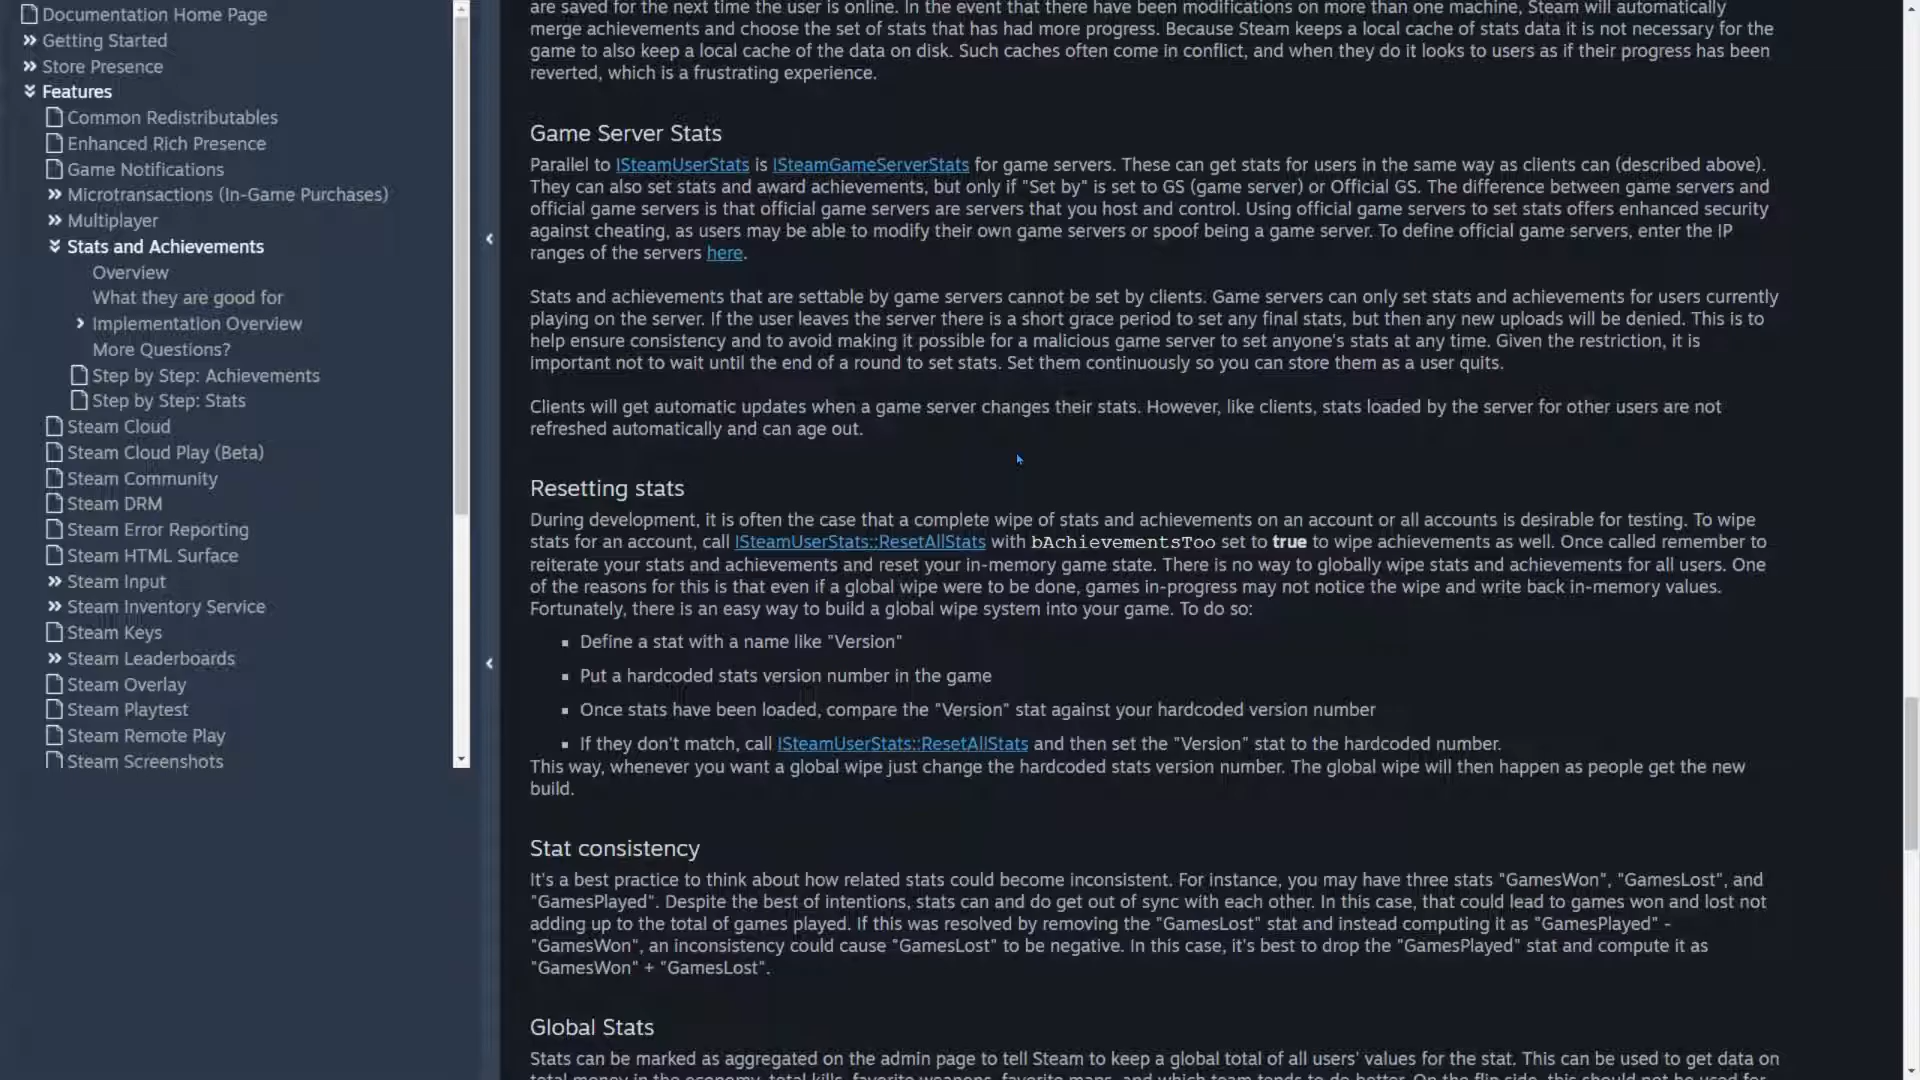 Documentation Home Page
Getting Started
Store Presence
Features
Common Redistributables
Enhanced Rich Presence
Game Notifications
Microtransactions (In-Game Purchases)
Multiplayer
Stats and Achievements
Overview
What they are good for
Implementation Overview
More Questions?
Step by Step: Achievements
Step by Step: Stats
Steam Cloud
Steam Cloud Play (Beta)
Steam Community
Steam DRM
Steam Error Reporting
Steam HTML Surface
Steam Input
Steam Inventory Service
Steam Keys
Steam Leaderboards
Steam Overlay
Steam Playtest
Steam Remote Play
Steam Screenshots
are saved for the next time the user is online. In the event that there have been modifications on more than one machine, Steam will automatically
merge achievements and choose the set of stats that has had more progress. Because Steam keeps a local cache of stats data it is not necessary for the
game to also keep a local cache of the data on disk. Such caches often come in conflict, and when they do it looks to users as if their progress has been
reverted, which is a frustrating experience.
Game Server Stats
Parallel to ISteamUserStats is ISteamGameServerStats for game servers. These can get stats for users in the same way as clients can (described above).
They can also set stats and award achievements, but only if "Set by" is set to GS (game server) or Official GS. The difference between game servers and
official game servers is that official game servers are servers that you host and control. Using official game servers to set stats offers enhanced security
against cheating, as users may be able to modify their own game servers or spoof being a game server. To define official game servers, enter the IP
ranges of the servers here.
Stats and achievements that are settable by game servers cannot be set by clients. Game servers can only set stats and achievements for users currently
playing on the server. If the user leaves the server there is a short grace period to set any final stats, but then any new uploads will be denied. This is to
help ensure consistency and to avoid making it possible for a malicious game server to set anyone's stats at any time. Given the restriction, it is
important not to wait until the end of a round to set stats. Set them continuously so you can store them as a user quits.
Clients will get automatic updates when a game server changes their stats. However, like clients, stats loaded by the server for other users are not
refreshed automatically and can age out.
Resetting stats
During development, it is often the case that a complete wipe of stats and achievements on an account or all accounts is desirable for testing. To wipe
stats for an account, call ISteamUserStats::ResetAllStats with bAchievementsToo set to true to wipe achievements as well. Once called remember to
reiterate your stats and achievements and reset your in-memory game state. There is no way to globally wipe stats and achievements for all users. One
of the reasons for this is that even if a global wipe were to be done, games in-progress may not notice the wipe and write back in-memory values.
Fortunately, there is an easy way to build a global wipe system into your game. To do so:
Define a stat with a name like "Version"
Put a hardcoded stats version number in the game
Once stats have been loaded, compare the "Version" stat against your hardcoded version number
If they don't match, call ISteamUserStats::ResetAllStats and then set the "Version" stat to the hardcoded number.
This way, whenever you want a global wipe just change the hardcoded stats version number. The global wipe will then happen as people get the new
build.
Stat consistency
It's a best practice to think about how related stats could become inconsistent. For instance, you may have three stats "GamesWon", "GamesLost", and
"GamesPlayed". Despite the best of intentions, stats can and do get out of sync with each other. In this case, that could lead to games won and lost not
adding up to the total of games played. If this was resolved by removing the "GamesLost" stat and instead computing it as "GamesPlayed" -
"GamesWon", an inconsistency could cause "GamesLost" to be negative. In this case, it's best to drop the "GamesPlayed" stat and compute it as
"GamesWon" + "GamesLost".
Global Stats
Stats can be marked as aggregated on the admin page to tell Steam to keep a global total of all users' values for the stat. This can be used to get data on
total money in the economy, total kills, favorite weapons, favorite maps, and which team tends to do better. On the flip side, this should not be used for